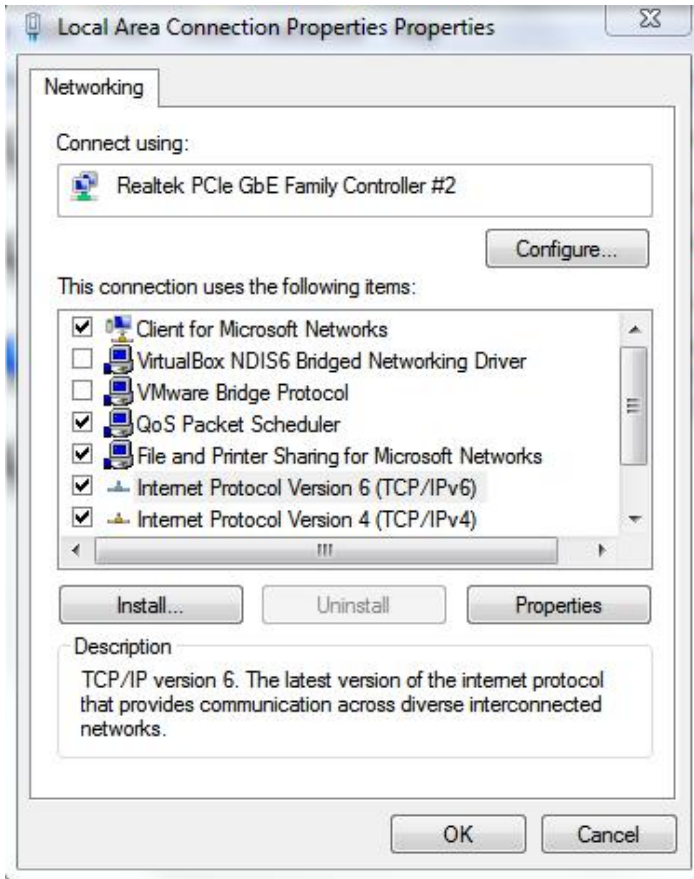 Local Area Connection Properties Properties
Networking
Connect using:
Realtek PCIe GbE Family Controller #2
Configure...
This connection uses the following items:
Client for Microsoft Networks
VirtualBox NDIS6 Bridged Networking Driver
VMware Bridge Protocol
QoS Packet Scheduler
File and Printer Sharing for Microsoft Networks
Internet Protocol Version 6 (TCP/IPv6)
Internet Protocol Version 4 (TCP/IPv4)
Install... Uninstall Properties
Description
TCP/IP version 6. The latest version of the internet protocol
that provides communication across diverse interconnected
networks.
OK Cancel